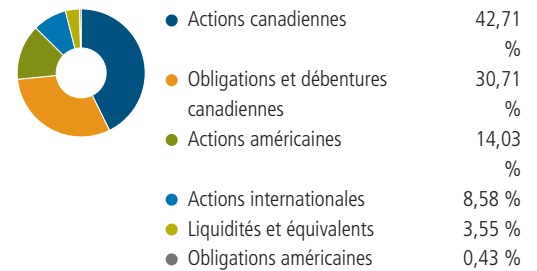 Actions canadiennes 42,71
%
Obligations et débentures 30,71
canadiennes %
Actions américaines 14,03
%
Actions internationales 8,58 %
Liquidités et équivalents 3,55 %
Obligations américaines 0,43 %